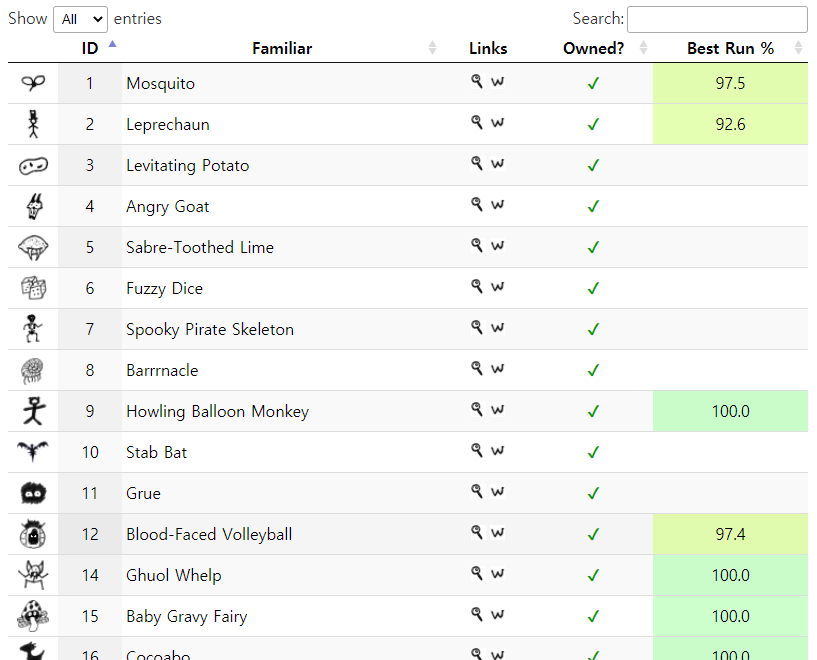 Show All entries Search:
ID Familiar Links Owned? Best Run %
1 Mosquito W ✓ 97.5
2 Leprechaun W ✓ 92.6
3 Levitating Potato W ✓
4 Angry Goat W ✓
5 Sabre-Toothed Lime W ✓
6 Fuzzy Dice W ✓
7 Spooky Pirate Skeleton W ✓
8 Barrrnacle W ✓
9 Howling Balloon Monkey W ✓ 100.0
10 Stab Bat W ✓
11 Grue W ✓
12 Blood-Faced Volleyball W ✓ 97.4
14 Ghuol Whelp W ✓ 100.0
15 Baby Gravy Fairy W ✓ 100.0
16 Cocoabo W ✓ 100.0